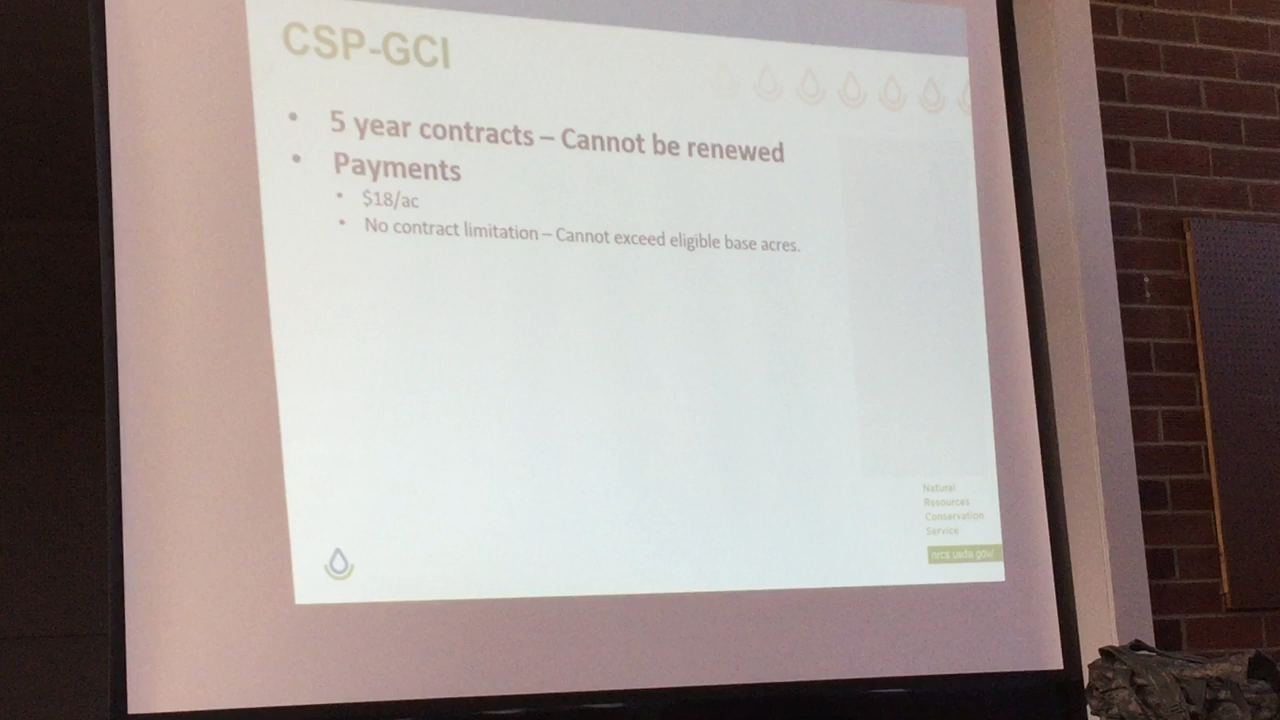 CSP-GCI
• 5 year contracts – Cannot be renewed
• Payments
• $18/ac
• No contract limitation – Cannot exceed eligible base acres.
Natural
Resources
Conservation
Service
nrcs.usda.gov/